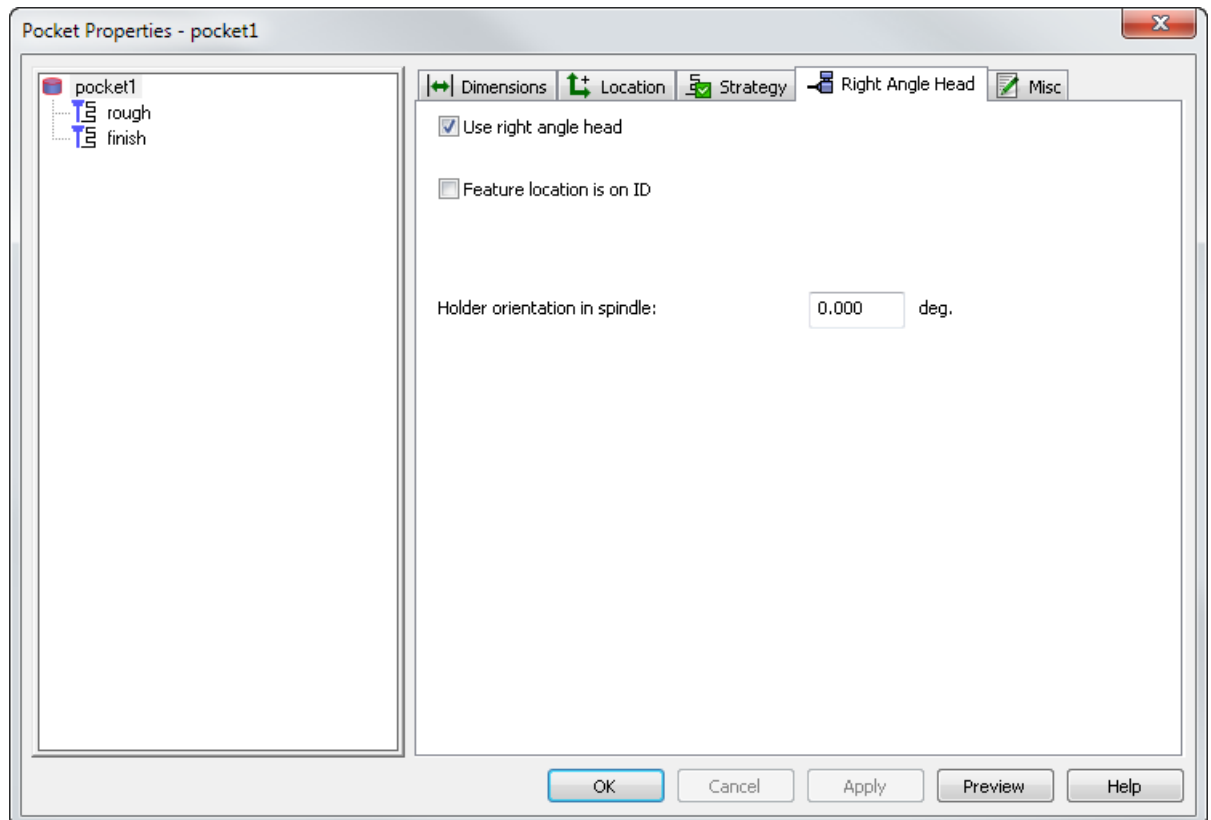 Pocket Properties - pocket1
X
pocket1
rough
finish
Dimensions Location Strategy Right Angle Head Misc
Use right angle head
Feature location is on ID
Holder orientation in spindle: 0.000 deg.
OK Cancel Apply Preview Help